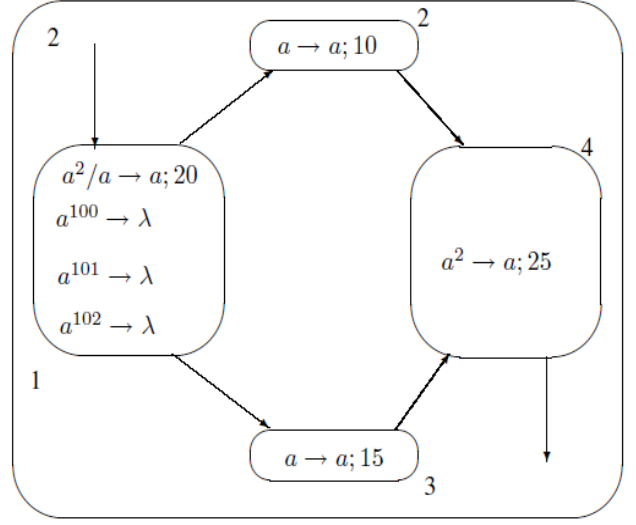 2
2
a → a; 10
4
a²/a → a; 20
a¹⁰⁰ → λ
a¹⁰¹ → λ
a¹⁰² → λ
a² → a; 25
1
a → a; 15
3